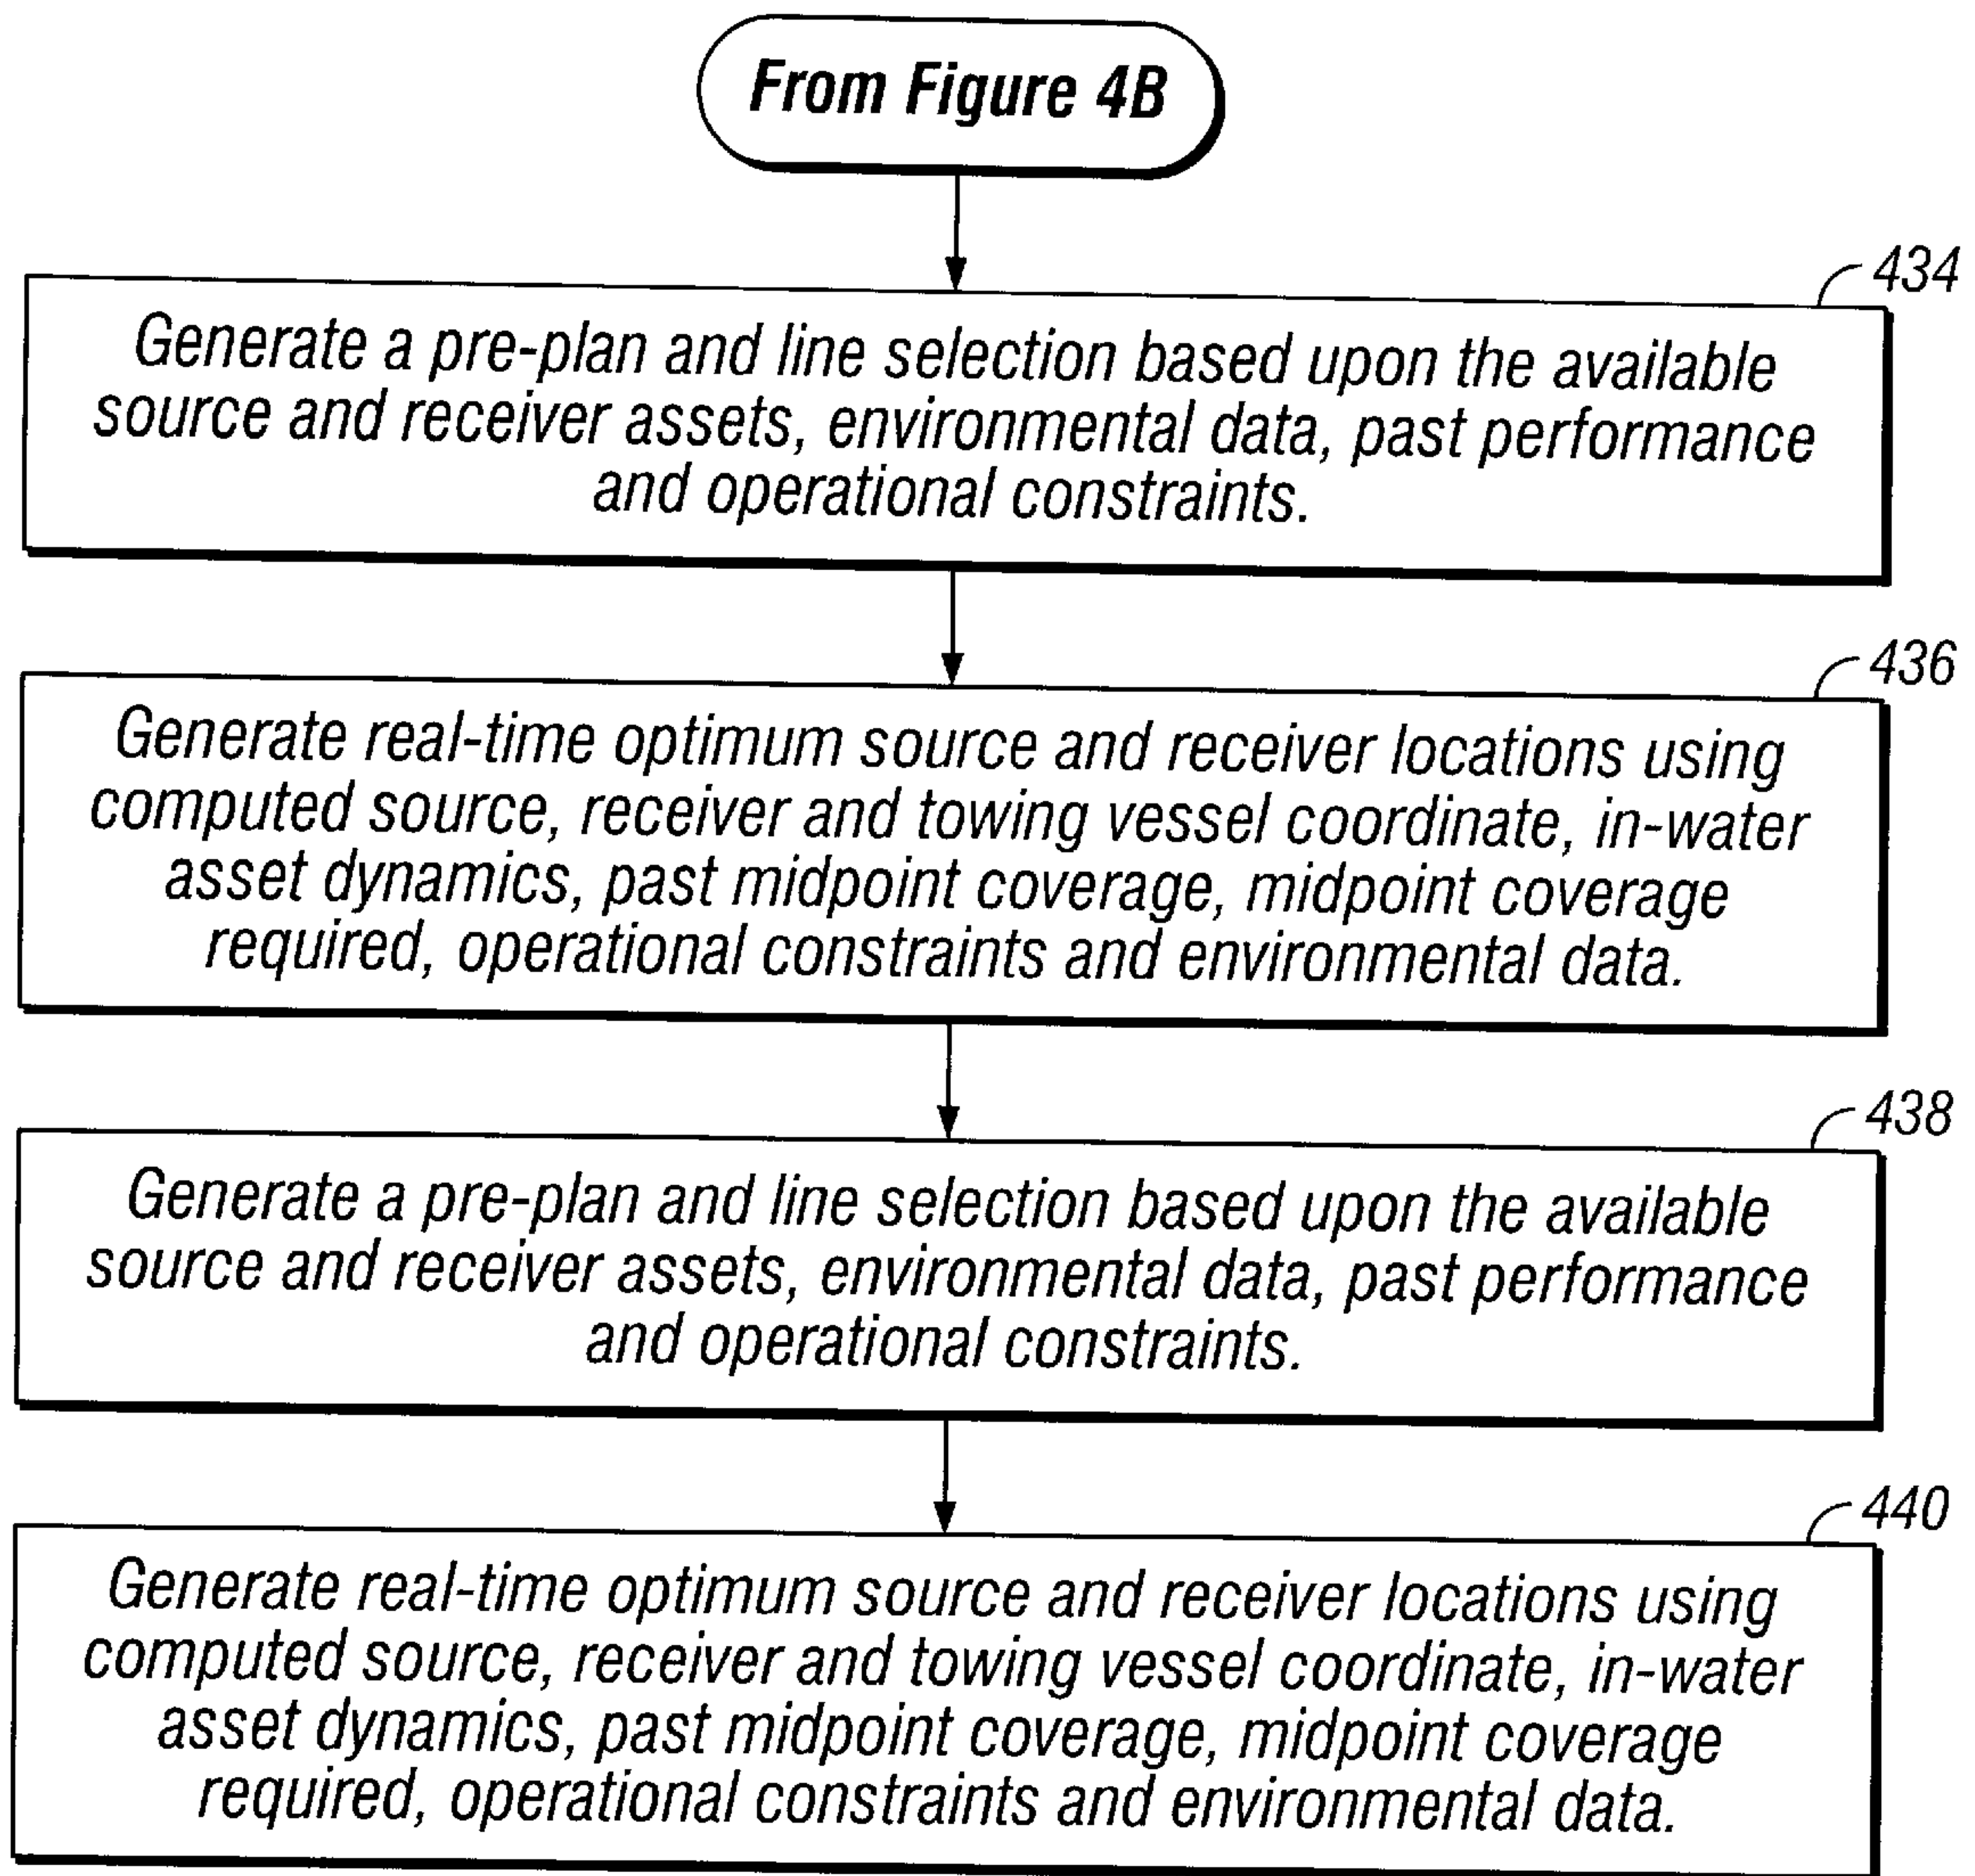 From Figure 4B
434
Generate a pre-plan and line selection based upon the available
source and receiver assets, environmental data, past performance
and operational constraints.
436
Generate real-time optimum source and receiver locations using
computed source, receiver and towing vessel coordinate, in-water
asset dynamics, past midpoint coverage, midpoint coverage
required, operational constraints and environmental data.
438
Generate a pre-plan and line selection based upon the available
source and receiver assets, environmental data, past performance
and operational constraints.
440
Generate real-time optimum source and receiver locations using
computed source, receiver and towing vessel coordinate, in-water
asset dynamics, past midpoint coverage, midpoint coverage
required, operational constraints and environmental data.